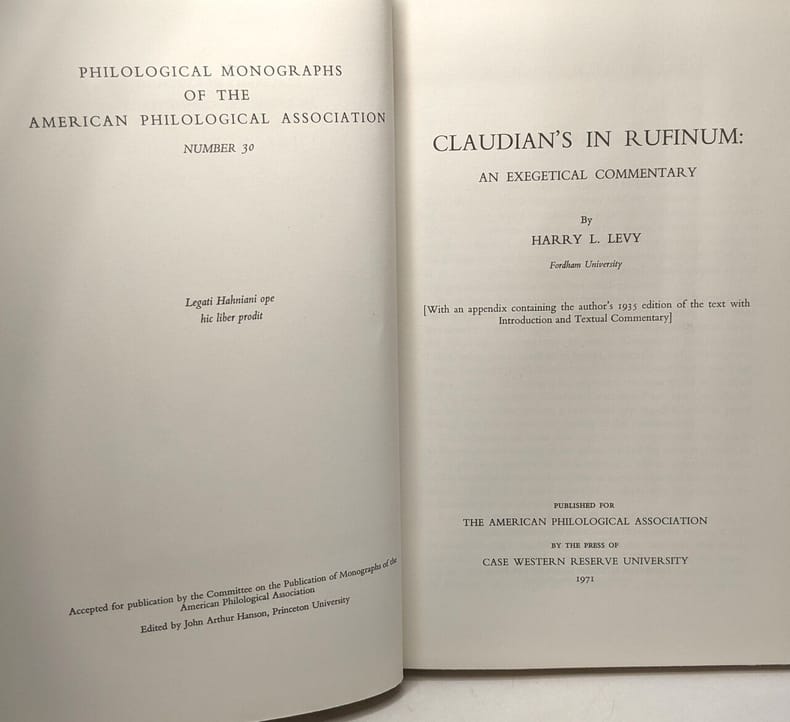 PHILOLOGICAL MONOGRAPHS
OF THE
AMERICAN PHILOLOGICAL ASSOCIATION
NUMBER 30
Legati Hahniani ope
hic liber prodit
Accepted for publication by the Committee on the Publication of Monographs of the
American Philological Association
Edited by John Arthur Hanson, Princeton University
CLAUDIAN'S IN RUFINUM:
AN EXEGETICAL COMMENTARY
By
HARRY L. LEVY
Fordham University
[With an appendix containing the author's 1935 edition of the text with
Introduction and Textual Commentary]
PUBLISHED FOR
THE AMERICAN PHILOLOGICAL ASSOCIATION
BY THE PRESS OF
CASE WESTERN RESERVE UNIVERSITY
1971